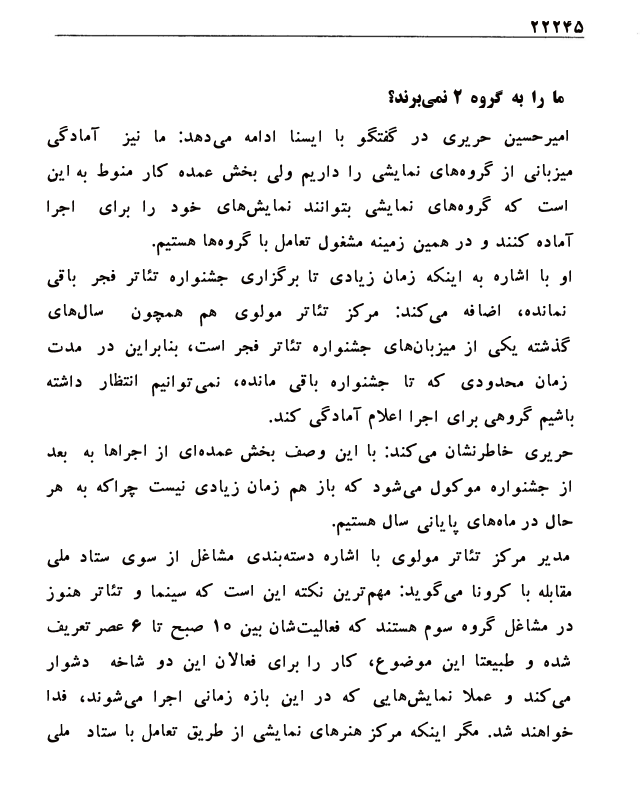 ۲۲۲۴۵
ما را به گروه ۲ نمی‌برند؟
امیرحسین حریری در گفتگو با ایسنا ادامه می‌دهد: ما نیز آمادگی
میزبانی از گروه‌های نمایشی را داریم ولی بخش عمده کار منوط به این
است که گروه‌های نمایشی بتوانند نمایش‌های خود را برای اجرا
آماده کنند و در همین زمینه مشغول تعامل با گروه‌ها هستیم.
او با اشاره به اینکه زمان زیادی تا برگزاری جشنواره تئاتر فجر باقی
نمانده، اضافه می‌کند: مرکز تئاتر مولوی هم همچون سال‌های
گذشته یکی از میزبان‌های جشنواره تئاتر فجر است، بنابراین در مدت
زمان محدودی که تا جشنواره باقی مانده، نمی‌توانیم انتظار داشته
باشیم گروهی برای اجرا اعلام آمادگی کند.
حریری خاطرنشان می‌کند: با این وصف بخش عمده‌ای از اجراها به بعد
از جشنواره موکول می‌شود که باز هم زمان زیادی نیست چراکه به هر
حال در ماه‌های پایانی سال هستیم.
مدیر مرکز تئاتر مولوی با اشاره دسته‌بندی مشاغل از سوی ستاد ملی
مقابله با کرونا می‌گوید: مهم‌ترین نکته این است که سینما و تئاتر هنوز
در مشاغل گروه سوم هستند که فعالیت‌شان بین ۱۰ صبح تا ۶ عصر تعریف
شده و طبیعتا این موضوع، کار را برای فعالان این دو شاخه دشوار
می‌کند و عملا نمایش‌هایی که در این بازه زمانی اجرا می‌شوند، فدا
خواهند شد. مگر اینکه مرکز هنرهای نمایشی از طریق تعامل با ستاد ملی